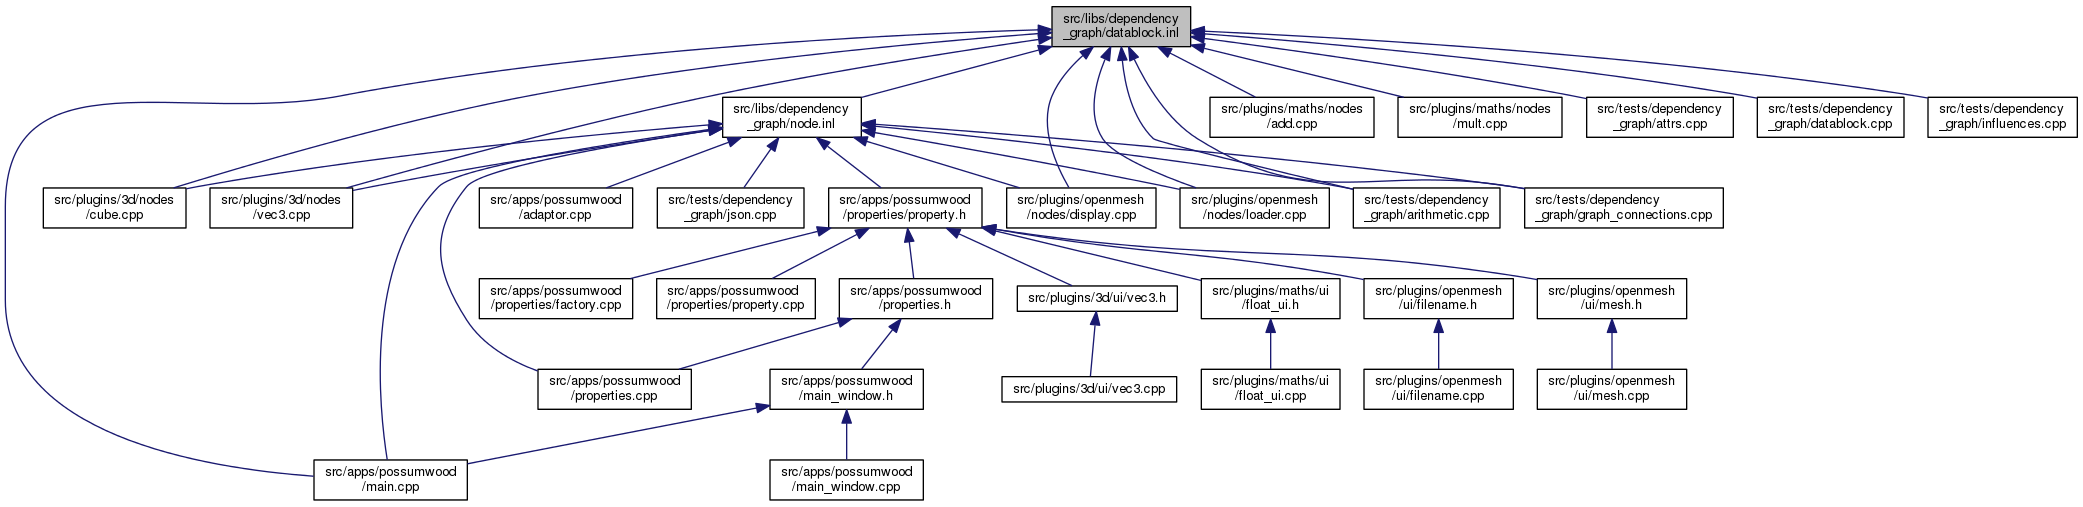 src/libs/dependency
_graph/datablock.inl
src/libs/dependency
_graph/node.inl
src/plugins/maths/nodes
/add.cpp
src/plugins/maths/nodes
/mult.cpp
src/tests/dependency
_graph/attrs.cpp
src/tests/dependency
_graph/datablock.cpp
src/tests/dependency
_graph/influences.cpp
src/plugins/3d/nodes
/cube.cpp
src/plugins/3d/nodes
/vec3.cpp
src/apps/possumwood
/adaptor.cpp
src/tests/dependency
_graph/json.cpp
src/apps/possumwood
/properties/property.h
src/plugins/openmesh
/nodes/display.cpp
src/plugins/openmesh
/nodes/loader.cpp
src/tests/dependency
_graph/arithmetic.cpp
src/tests/dependency
_graph/graph_connections.cpp
src/apps/possumwood
/properties/factory.cpp
src/apps/possumwood
/properties/property.cpp
src/apps/possumwood
/properties.h
src/plugins/3d/ui/vec3.h
src/plugins/maths/ui
/float_ui.h
src/plugins/openmesh
/ui/filename.h
src/plugins/openmesh
/ui/mesh.h
src/apps/possumwood
/properties.cpp
src/apps/possumwood
/main_window.h
src/plugins/3d/ui/vec3.cpp
src/plugins/maths/ui
/float_ui.cpp
src/plugins/openmesh
/ui/filename.cpp
src/plugins/openmesh
/ui/mesh.cpp
src/apps/possumwood
/main.cpp
src/apps/possumwood
/main_window.cpp